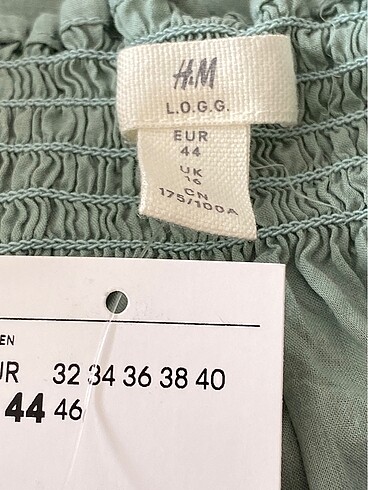 H&M
L.O.G.G.
EUR
44
UK
16
CN
175/100A
EN
UR 32 34 36 38 40
44 46